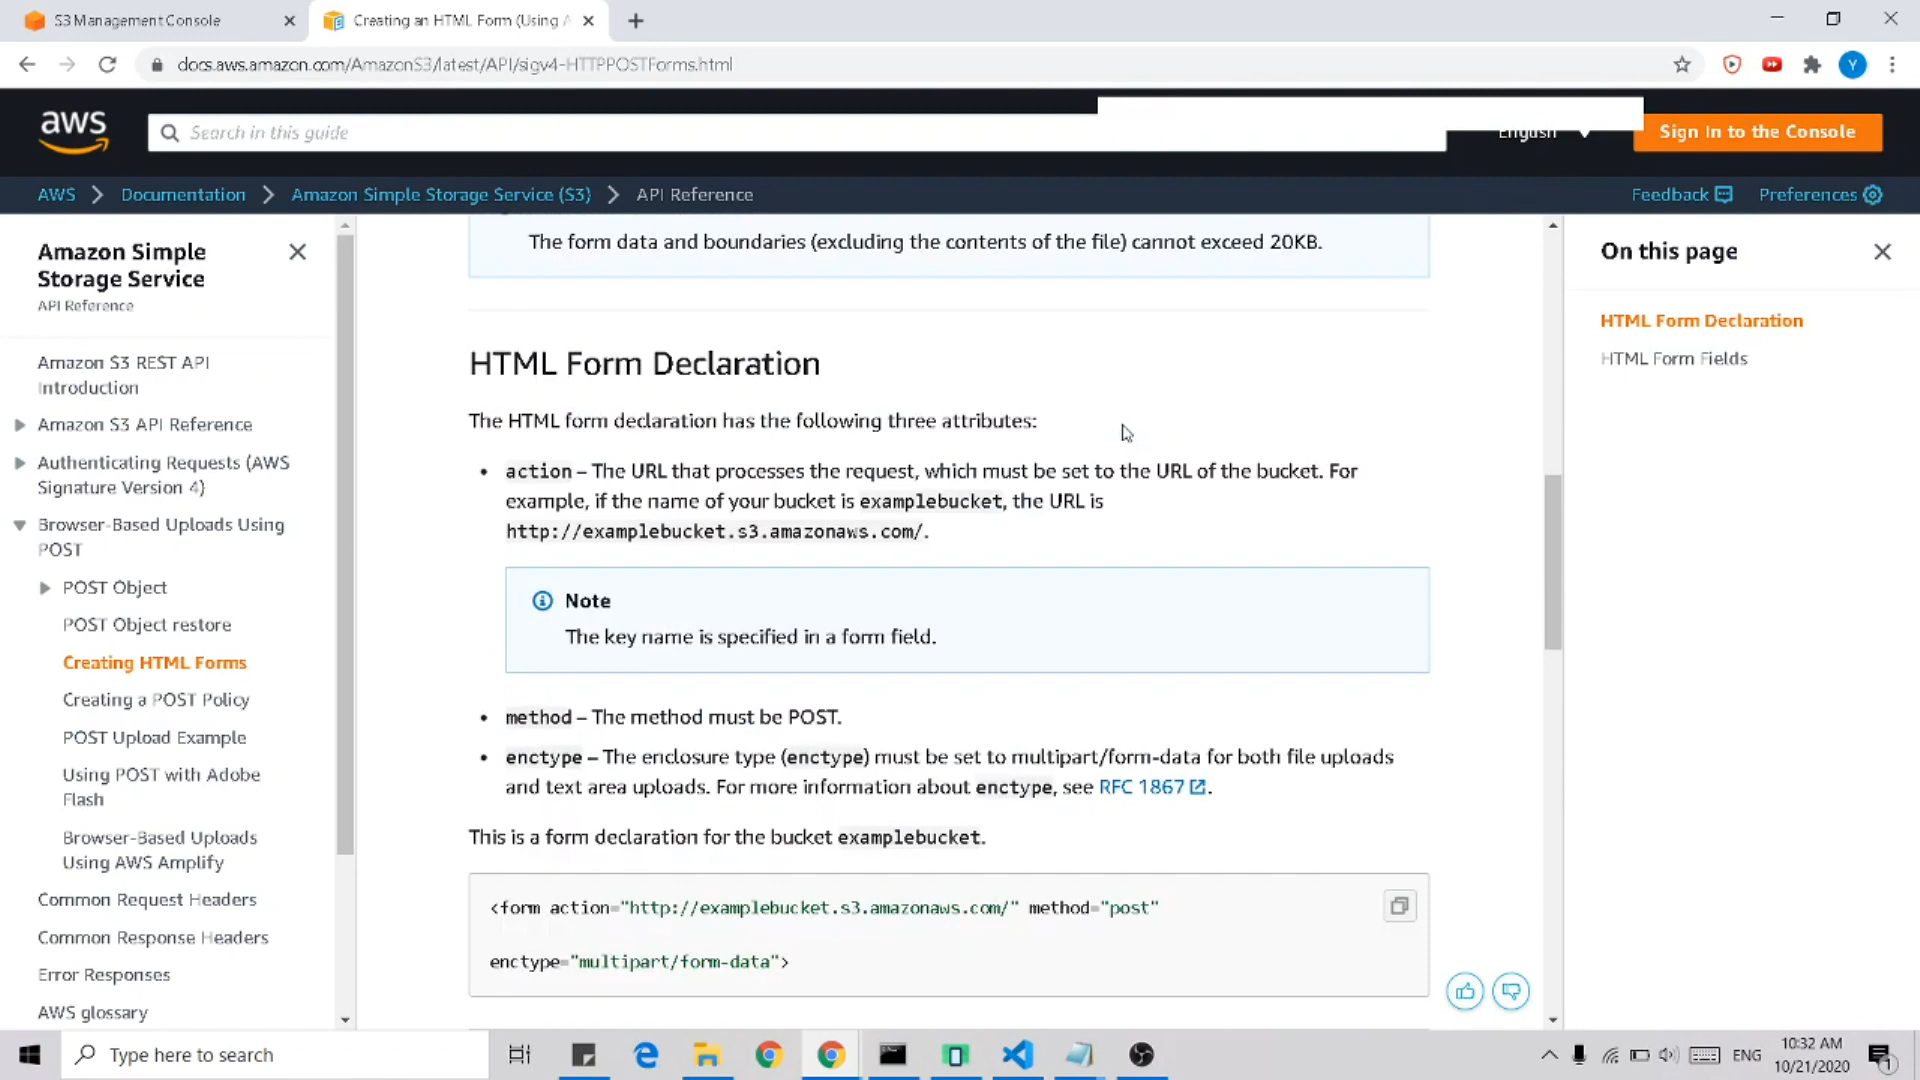 S3 Management Console
Creating an HTML Form (Using A
docs.aws.amazon.com/AmazonS3/latest/API/sigv4-HTTPPOSTForms.html
Y
aws
Search in this guide
English
Sign In to the Console
AWS
Documentation
Amazon Simple Storage Service (S3)
API Reference
Feedback
Preferences
Amazon Simple
Storage Service
API Reference
Amazon S3 REST API
Introduction
Amazon S3 API Reference
Authenticating Requests (AWS
Signature Version 4)
Browser-Based Uploads Using
POST
POST Object
POST Object restore
Creating HTML Forms
Creating a POST Policy
POST Upload Example
Using POST with Adobe
Flash
Browser-Based Uploads
Using AWS Amplify
Common Request Headers
Common Response Headers
Error Responses
AWS glossary
The form data and boundaries (excluding the contents of the file) cannot exceed 20KB.
HTML Form Declaration
The HTML form declaration has the following three attributes:
• action – The URL that processes the request, which must be set to the URL of the bucket. For
example, if the name of your bucket is examplebucket, the URL is
http://examplebucket.s3.amazonaws.com/.
Note
The key name is specified in a form field.
• method – The method must be POST.
• enctype – The enclosure type (enctype) must be set to multipart/form-data for both file uploads
and text area uploads. For more information about enctype, see RFC 1867.
This is a form declaration for the bucket examplebucket.
<form action="http://examplebucket.s3.amazonaws.com/" method="post"
enctype="multipart/form-data">
On this page
HTML Form Declaration
HTML Form Fields
Type here to search
ENG
10:32 AM
10/21/2020
1